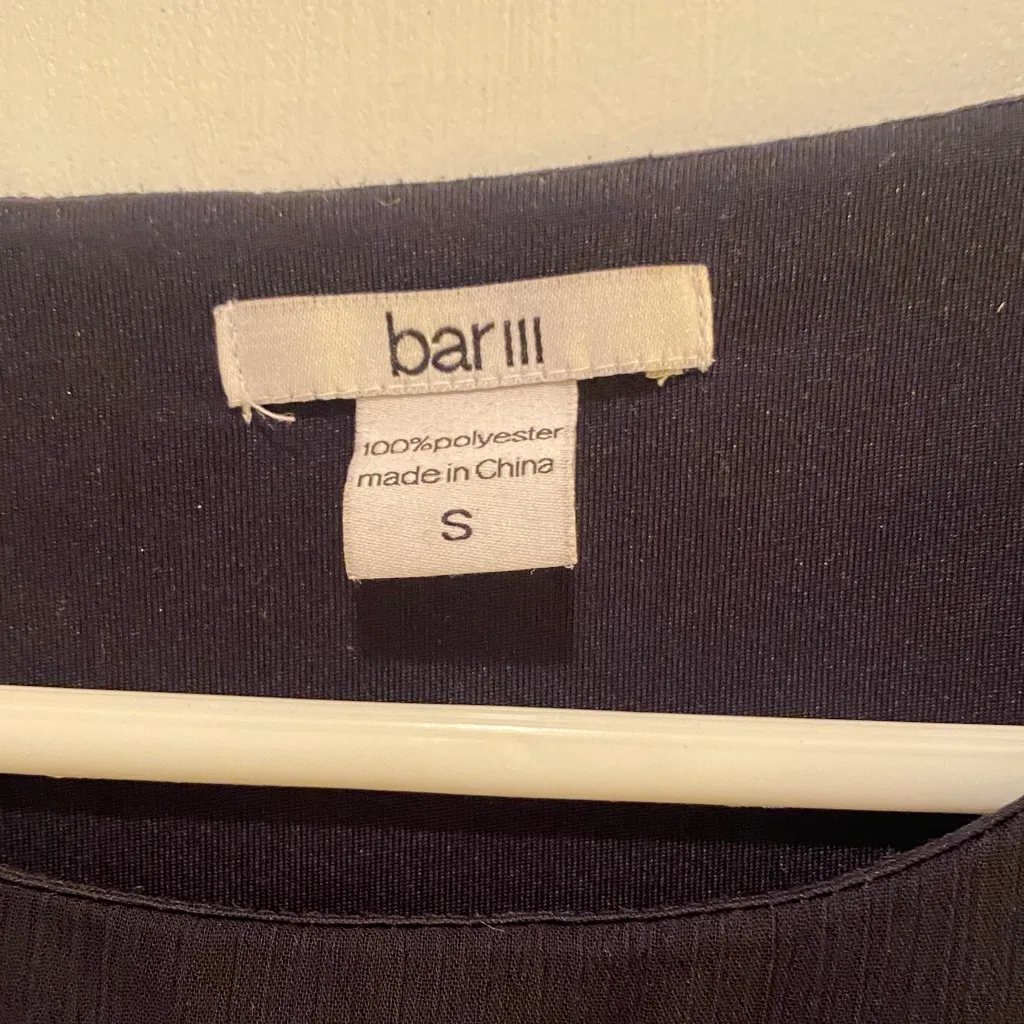 bar III
100%polyester
made in China
S